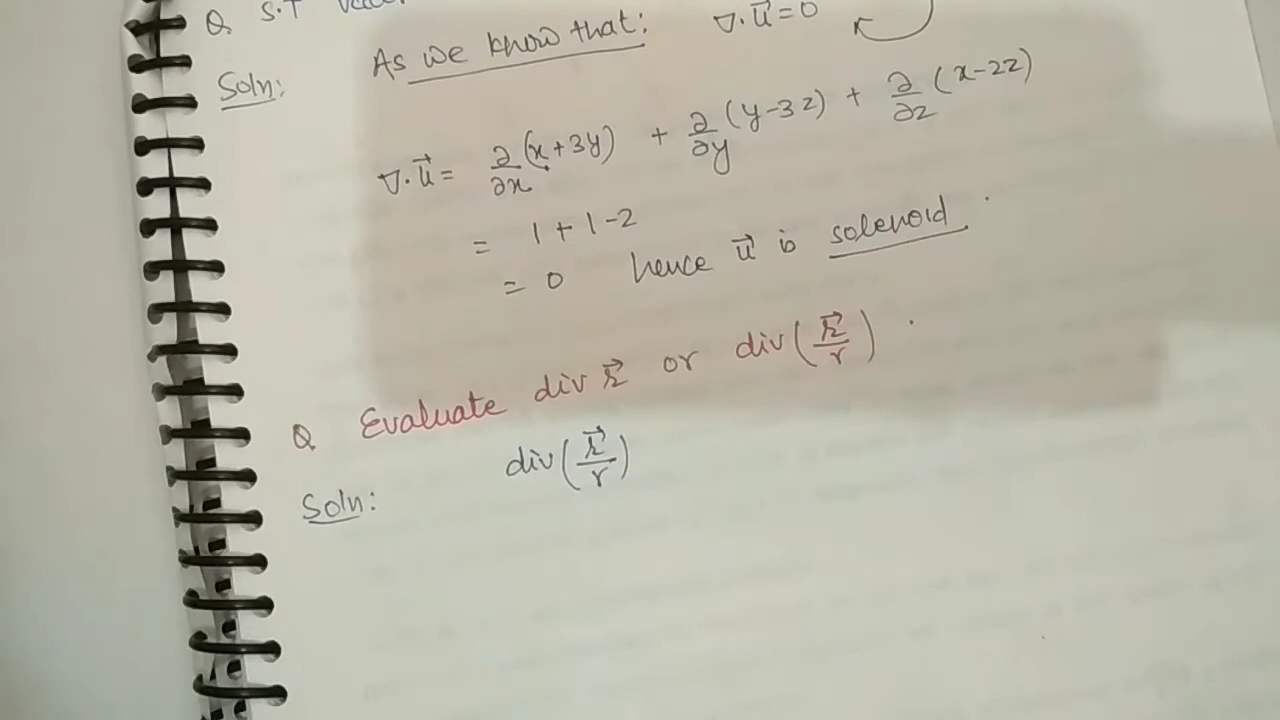 Q S.T
As we know that: ∇.u⃗=0
Soln:
∇.u⃗= ∂/∂x (x+3y) + ∂/∂y (y-3z) + ∂/∂z (x-2z)
= 1+1-2
= 0 hence u⃗ is solenoid.
Q Evaluate div r⃗ or div(r⃗/r).
Soln: div(r⃗/r)